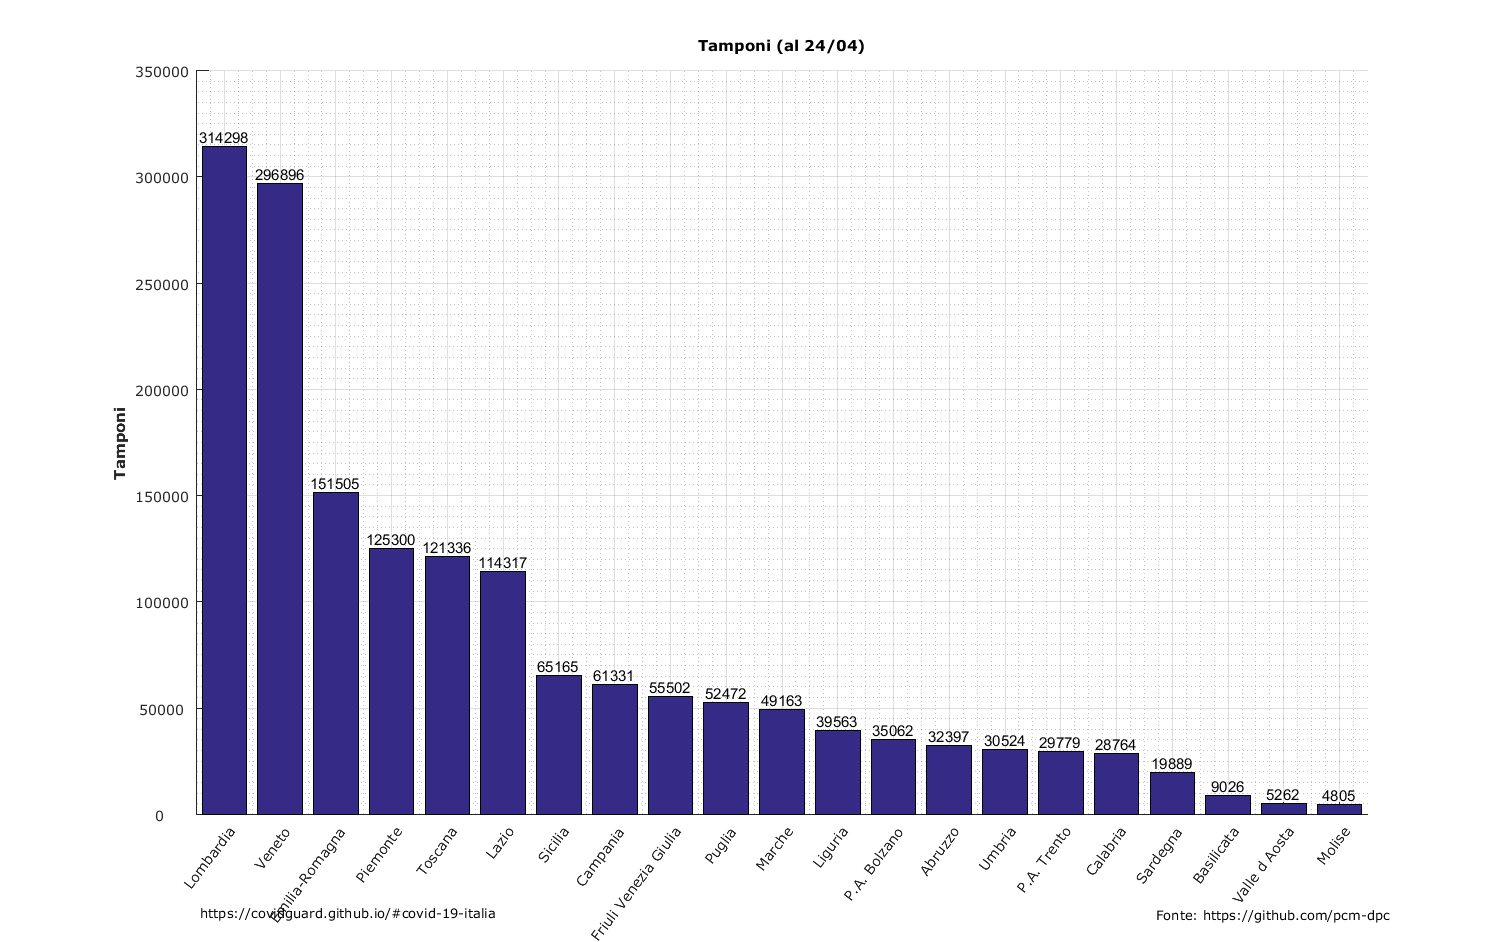 Tamponi (al 24/04)
Tamponi
350000
300000
250000
200000
150000
100000
50000
0
314298
296896
151505
125300
121336
114317
65165
61331
55502
52472
49163
39563
35062
32397
30524
29779
28764
19889
9026
5262
4805
Lombardia
Veneto
Emilia-Romagna
Piemonte
Toscana
Lazio
Sicilia
Campania
Friuli Venezia Giulia
Puglia
Marche
Liguria
P.A. Bolzano
Abruzzo
Umbria
P.A. Trento
Calabria
Sardegna
Basilicata
Valle d Aosta
Molise
https://covidguard.github.io/#covid-19-italia
Fonte: https://github.com/pcm-dpc